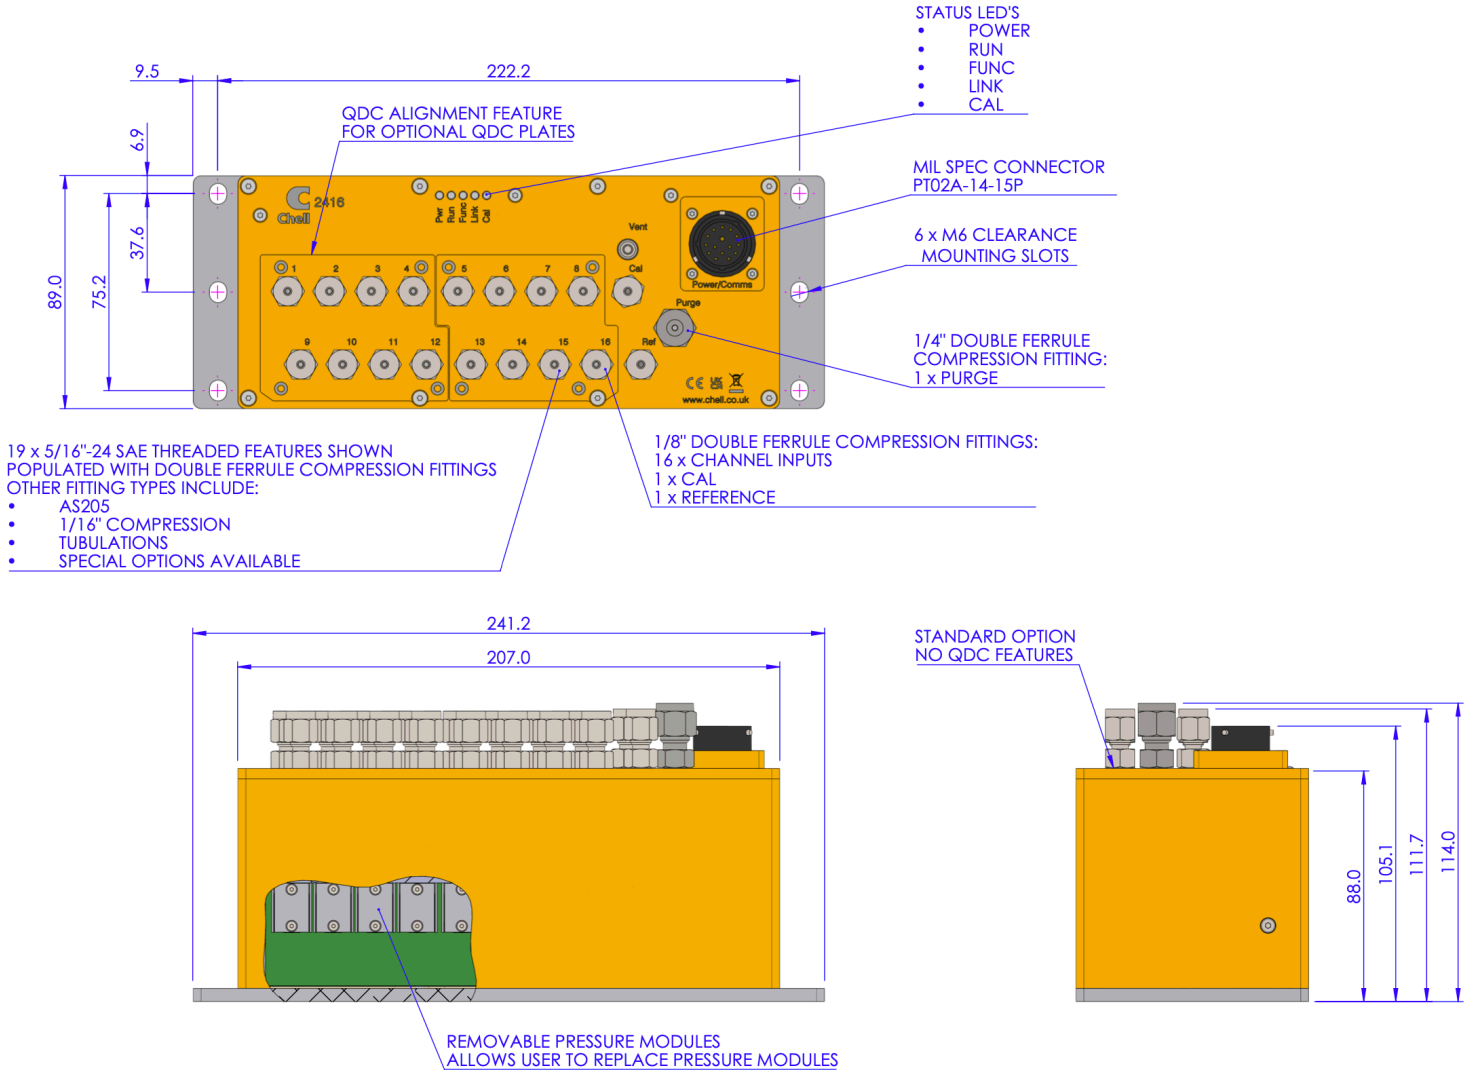 STATUS LED'S
• POWER
• RUN
• FUNC
• LINK
• CAL
9.5
222.2
QDC ALIGNMENT FEATURE
FOR OPTIONAL QDC PLATES
6.9
37.6
75.2
89.0
MIL SPEC CONNECTOR
PT02A-14-15P
6 x M6 CLEARANCE
MOUNTING SLOTS
1/4" DOUBLE FERRULE
COMPRESSION FITTING:
1 x PURGE
C 2416
Chell
Pwr
Run
Func
Link
Cal
Vent
Power/Comms
1 2 3 4 5 6 7 8 Cal
Purge
9 10 11 12 13 14 15 16 Ref
CE UK CA
www.chell.co.uk
19 x 5/16"-24 SAE THREADED FEATURES SHOWN
POPULATED WITH DOUBLE FERRULE COMPRESSION FITTINGS
OTHER FITTING TYPES INCLUDE:
• AS205
• 1/16" COMPRESSION
• TUBULATIONS
• SPECIAL OPTIONS AVAILABLE
1/8" DOUBLE FERRULE COMPRESSION FITTINGS:
16 x CHANNEL INPUTS
1 x CAL
1 x REFERENCE
241.2
207.0
STANDARD OPTION
NO QDC FEATURES
88.0
105.1
111.7
114.0
REMOVABLE PRESSURE MODULES
ALLOWS USER TO REPLACE PRESSURE MODULES